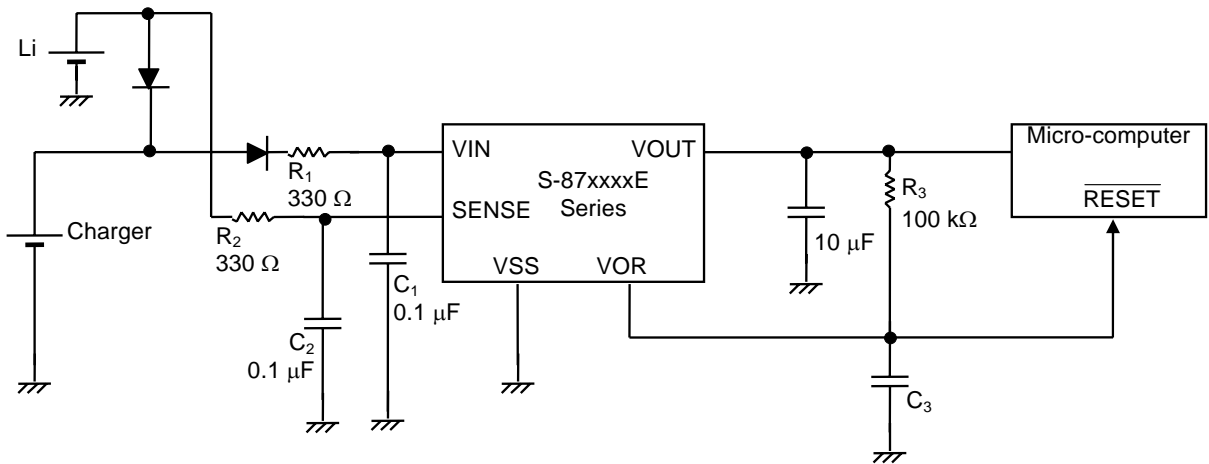 Li
Charger
R₁
330 Ω
R₂
330 Ω
C₁
0.1 μF
C₂
0.1 μF
VIN
VOUT
S-87xxxxE
Series
SENSE
VSS
VOR
10 μF
R₃
100 kΩ
C₃
Micro-computer
RESET